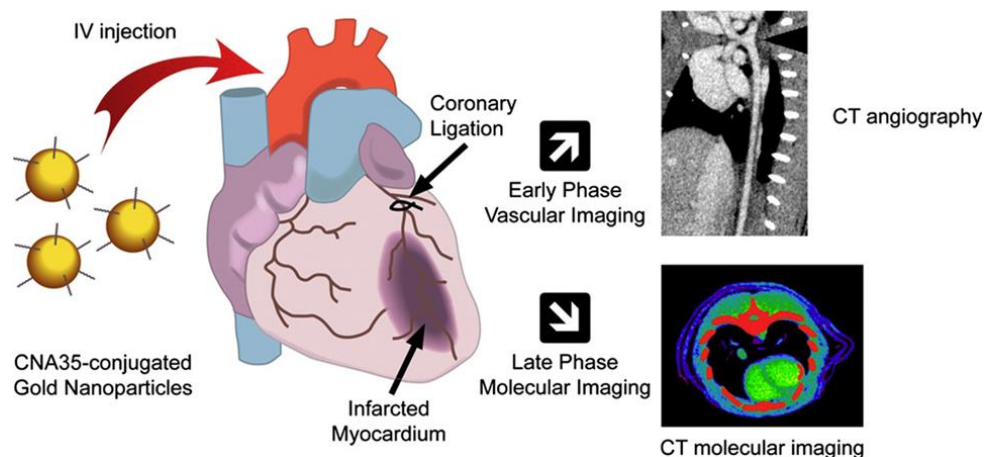 IV injection
CNA35-conjugated
Gold Nanoparticles
Coronary
Ligation
Infarcted
Myocardium
Early Phase
Vascular Imaging
CT angiography
Late Phase
Molecular Imaging
CT molecular imaging